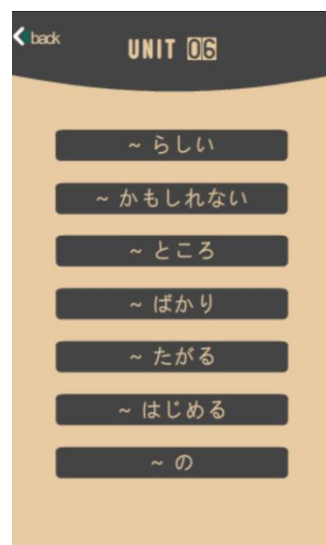 back
UNIT 06
~ らしい
~ かもしれない
~ ところ
~ ばかり
~ たがる
~ はじめる
~ の